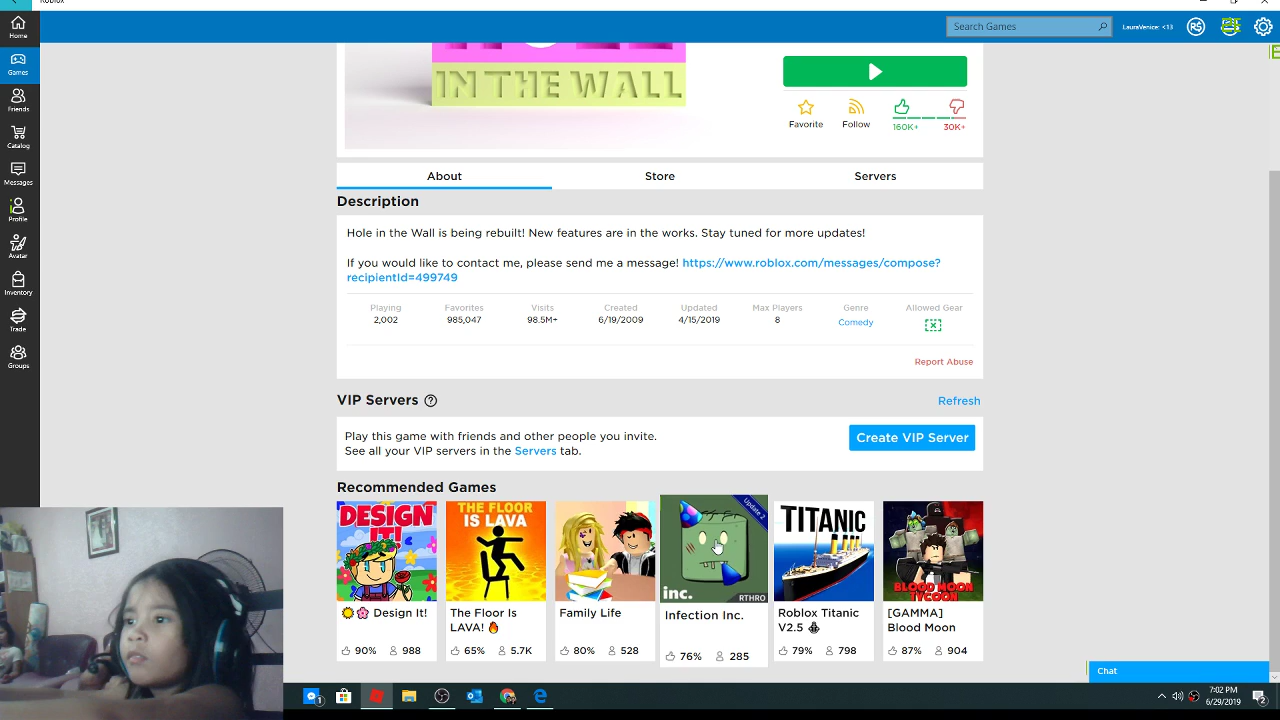 Roblox
Home
Games
Friends
Catalog
Messages
Profile
Avatar
Inventory
Trade
Groups
Search Games
LauraVenice: <13
IN THE WALL
Favorite
Follow
160K+
30K+
About
Store
Servers
Description
Hole in the Wall is being rebuilt! New features are in the works. Stay tuned for more updates!
If you would like to contact me, please send me a message! https://www.roblox.com/messages/compose?
recipientId=499749
Playing
Favorites
Visits
Created
Updated
Max Players
Genre
Allowed Gear
2,002
985,047
98.5M+
6/19/2009
4/15/2019
8
Comedy
Report Abuse
VIP Servers
Refresh
Play this game with friends and other people you invite.
See all your VIP servers in the Servers tab.
Create VIP Server
Recommended Games
DESIGN
IT!
THE FLOOR
IS LAVA
Update 2
inc.
RTHRO
TITANIC
BLOOD MOON
TYCOON
Design It!
The Floor Is
LAVA!
Family Life
Infection Inc.
Roblox Titanic
V2.5
[GAMMA]
Blood Moon
90%
988
65%
5.7K
80%
528
76%
285
79%
798
87%
904
Chat
1
7:02 PM
6/29/2019
2